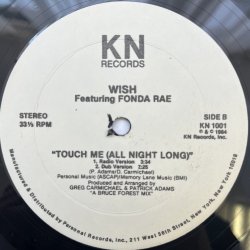 KN
RECORDS
WISH
Featuring FONDA RAE
STEREO
33⅓ RPM
SIDE B
KN 1001
℗ & © 1984
KN Records, Inc.
"TOUCH ME (ALL NIGHT LONG)"
1. Radio Version 3:34
2. Dub Version 2:35
(P. Adams/G. Carmichael)
Personal Music (ASCAP)/Memory Lane Music (BMI)
Produced and Arranged by
GREG CARMICHAEL & PATRICK ADAMS
"A BRUCE FOREST MIX"
Manufactured & Distributed by Personal Records, Inc., 211 West 56th Street, New York, New York 10019